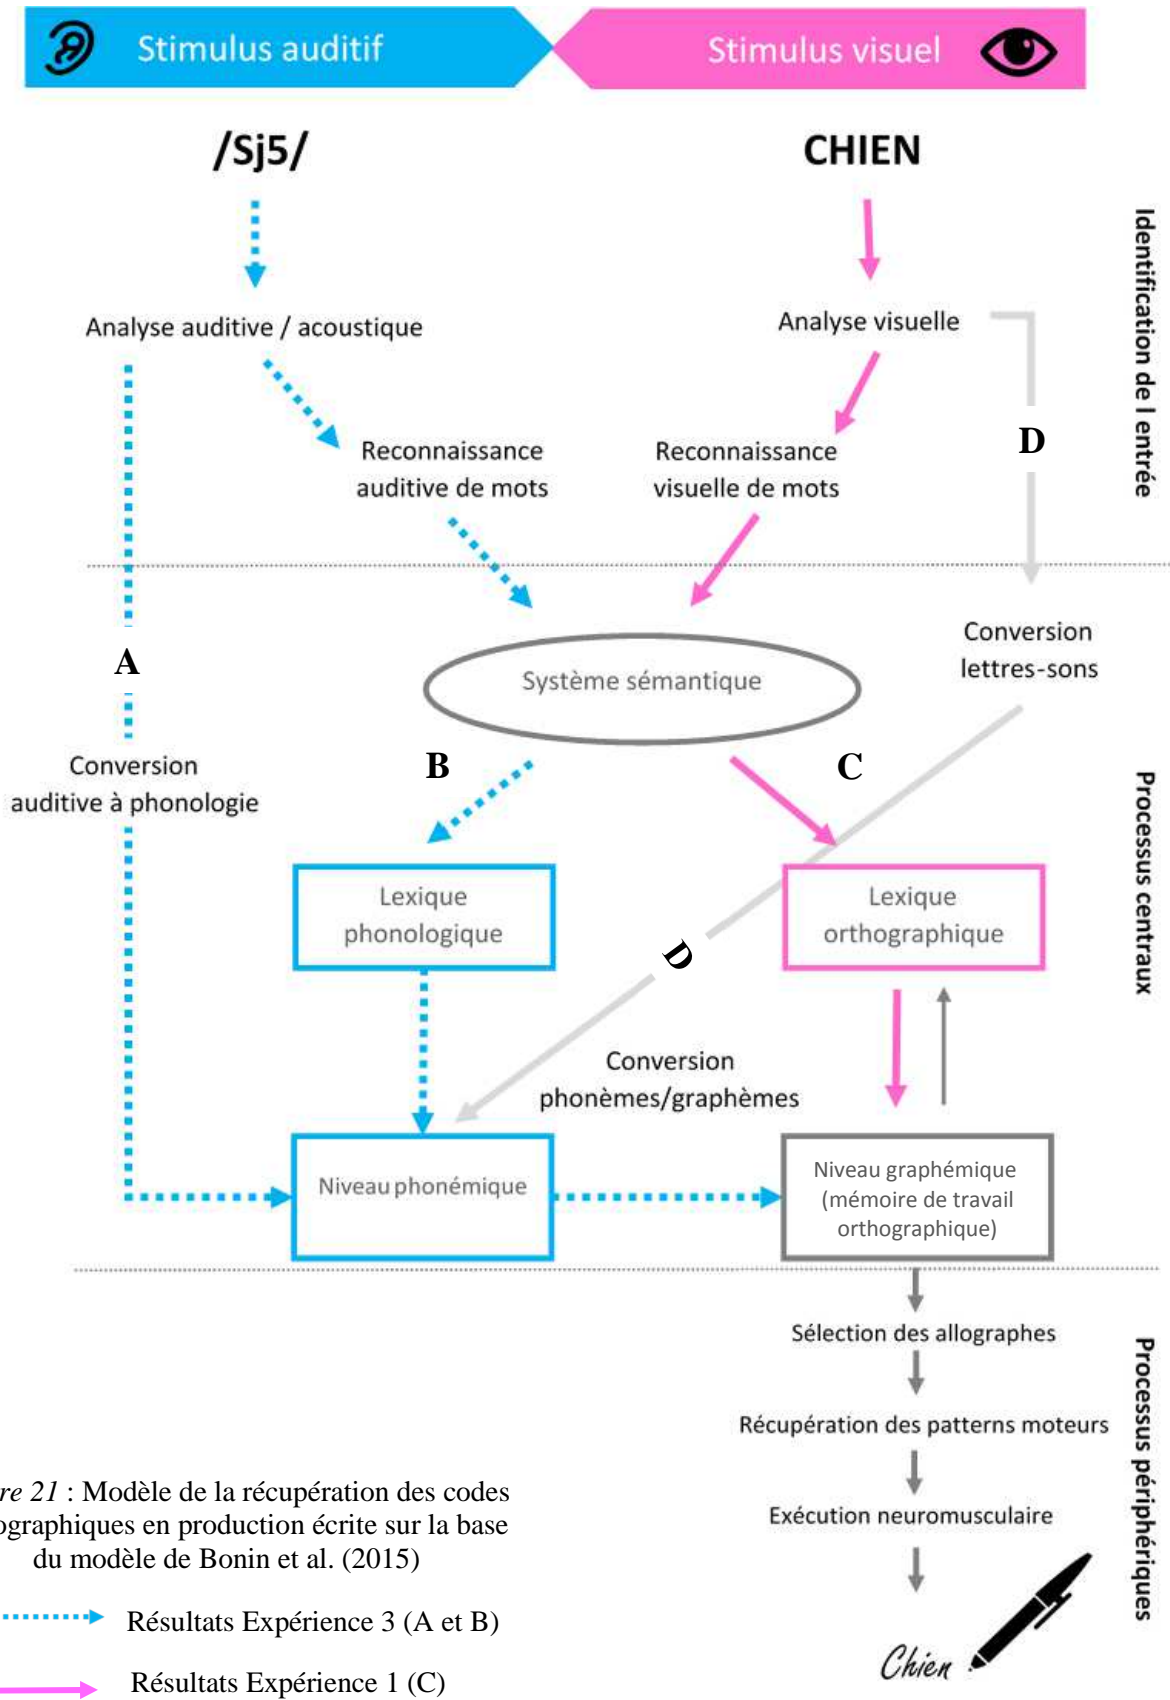 Stimulus auditif
Stimulus visuel
/Sj5/
CHIEN
Identification de l entrée
Analyse auditive / acoustique
Analyse visuelle
D
Reconnaissance
auditive de mots
Reconnaissance
visuelle de mots
A
Système sémantique
Conversion
lettres-sons
B
C
Conversion
auditive à phonologie
Processus centraux
Lexique
phonologique
Lexique
orthographique
D
Conversion
phonèmes/graphèmes
Niveau phonémique
Niveau graphémique
(mémoire de travail
orthographique)
Sélection des allographes
Processus périphériques
Récupération des patterns moteurs
Exécution neuromusculaire
Chien
re 21 : Modèle de la récupération des codes
ographiques en production écrite sur la base
du modèle de Bonin et al. (2015)
Résultats Expérience 3 (A et B)
Résultats Expérience 1 (C)